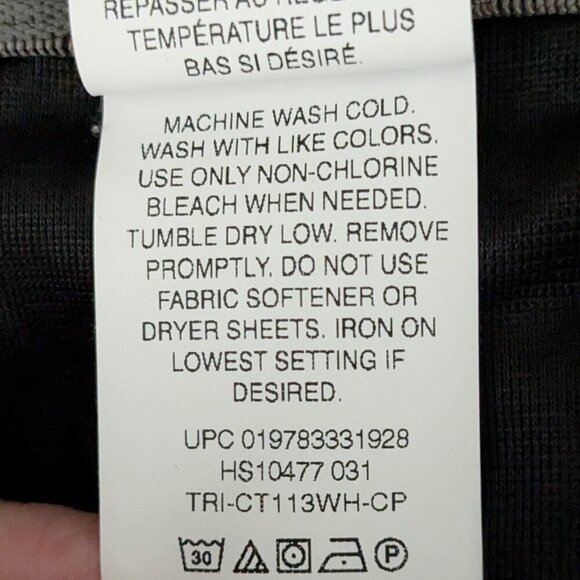 REPASSER AU
TEMPÉRATURE LE PLUS
BAS SI DÉSIRÉ.
MACHINE WASH COLD.
WASH WITH LIKE COLORS.
USE ONLY NON-CHLORINE
BLEACH WHEN NEEDED.
TUMBLE DRY LOW. REMOVE
PROMPTLY. DO NOT USE
FABRIC SOFTENER OR
DRYER SHEETS. IRON ON
LOWEST SETTING IF
DESIRED.
UPC 019783331928
HS10477 031
TRI-CT113WH-CP
30 P